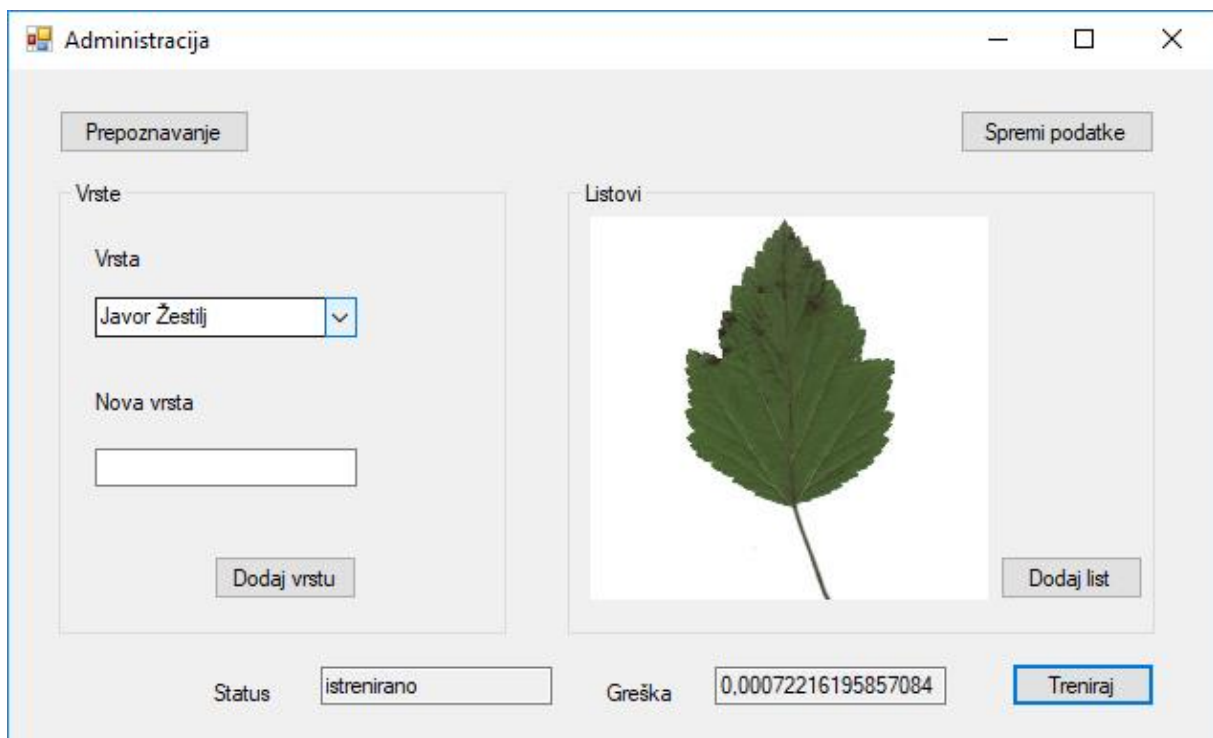 Administracija
Prepoznavanje
Spremi podatke
Vrste
Vrsta
Javor Žestilj
Nova vrsta
Dodaj vrstu
Listovi
Dodaj list
Status
istrenirano
Greška
0,00072216195857084
Treniraj